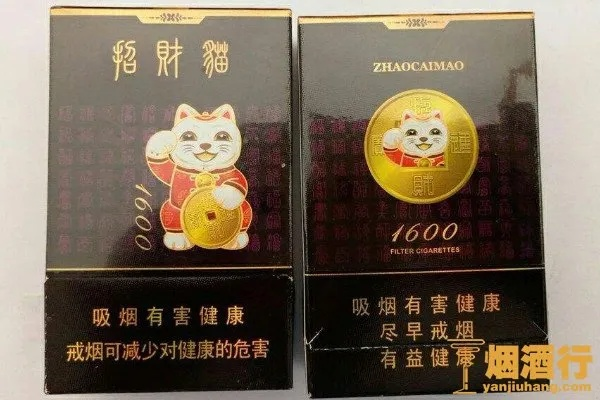 招財貓
1600
吸烟有害健康
戒烟可减少对健康的危害
ZHAOCAIMAO
招
財
1600
FILTER CIGARETTES
吸烟有害健康
尽早戒烟
有益健康
烟酒行
yanjiuhang.com